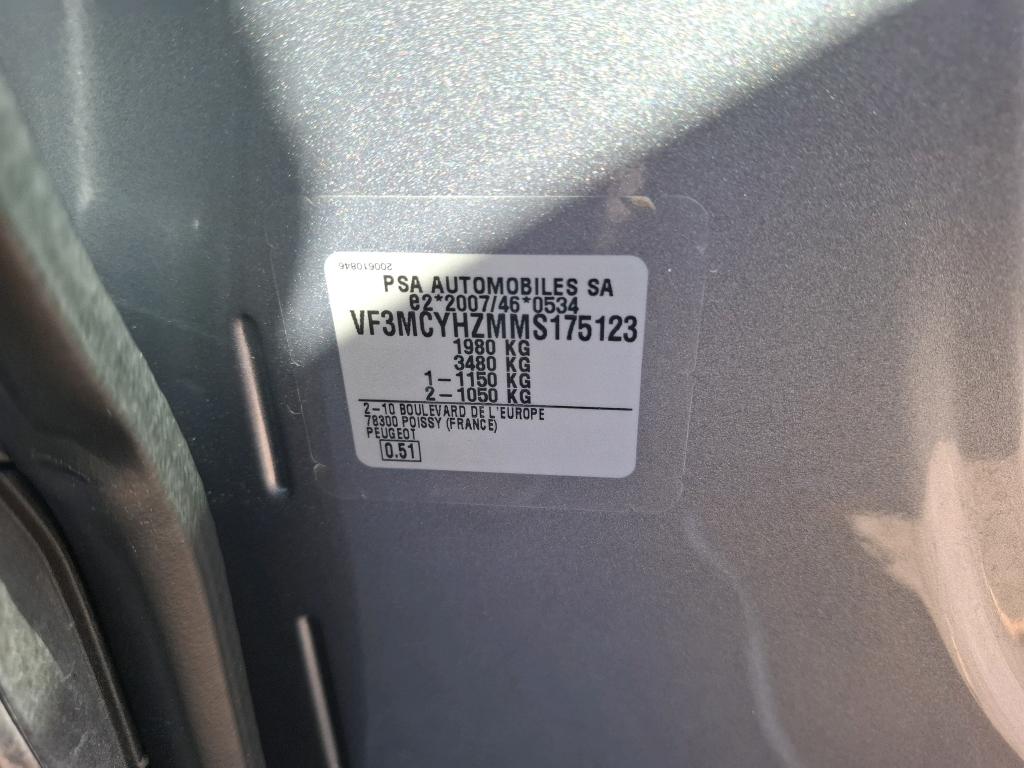 200610846
PSA AUTOMOBILES SA
e2*2007/46*0534
VF3MCYHZMMS175123
1980 KG
3480 KG
1-1150 KG
2-1050 KG
2-10 BOULEVARD DE L'EUROPE
78300 POISSY (FRANCE)
PEUGEOT
0.51